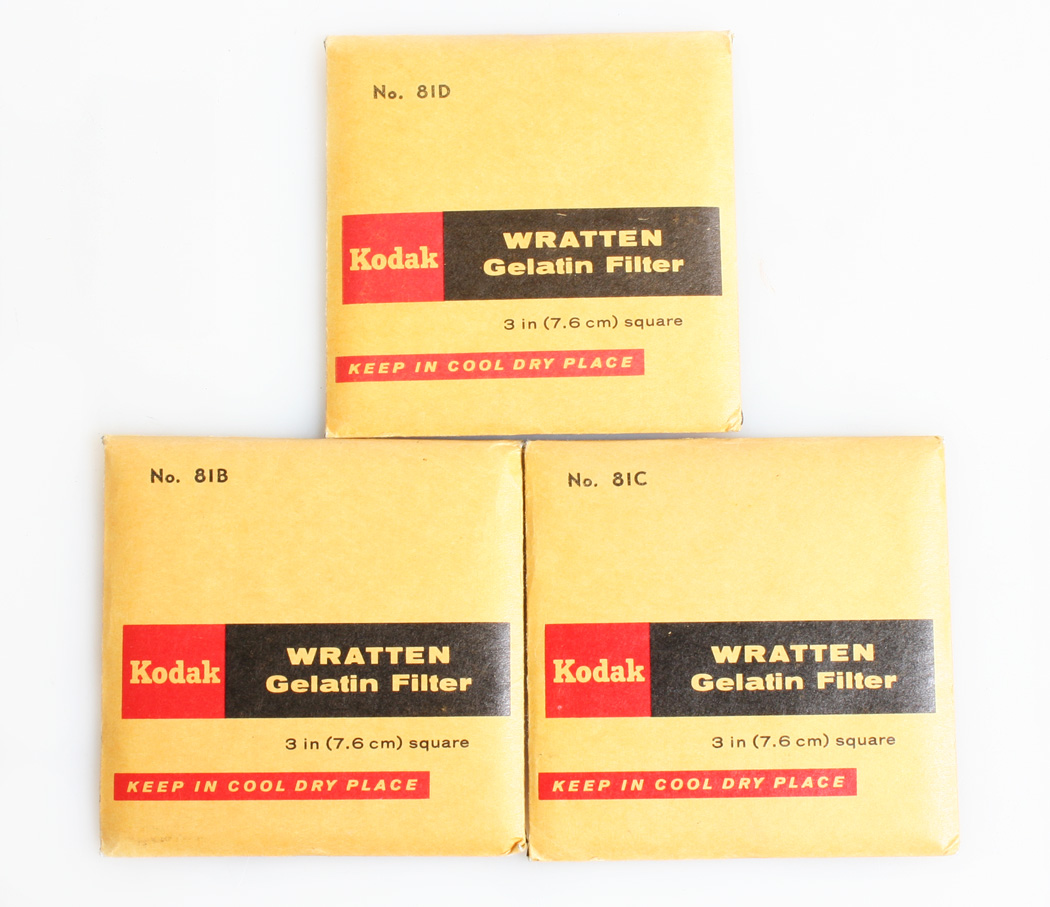 No. 81D
Kodak
WRATTEN
Gelatin Filter
3 in (7.6 cm) square
KEEP IN COOL DRY PLACE
No. 81B
Kodak
WRATTEN
Gelatin Filter
3 in (7.6 cm) square
KEEP IN COOL DRY PLACE
No. 81C
Kodak
WRATTEN
Gelatin Filter
3 in (7.6 cm) square
KEEP IN COOL DRY PLACE